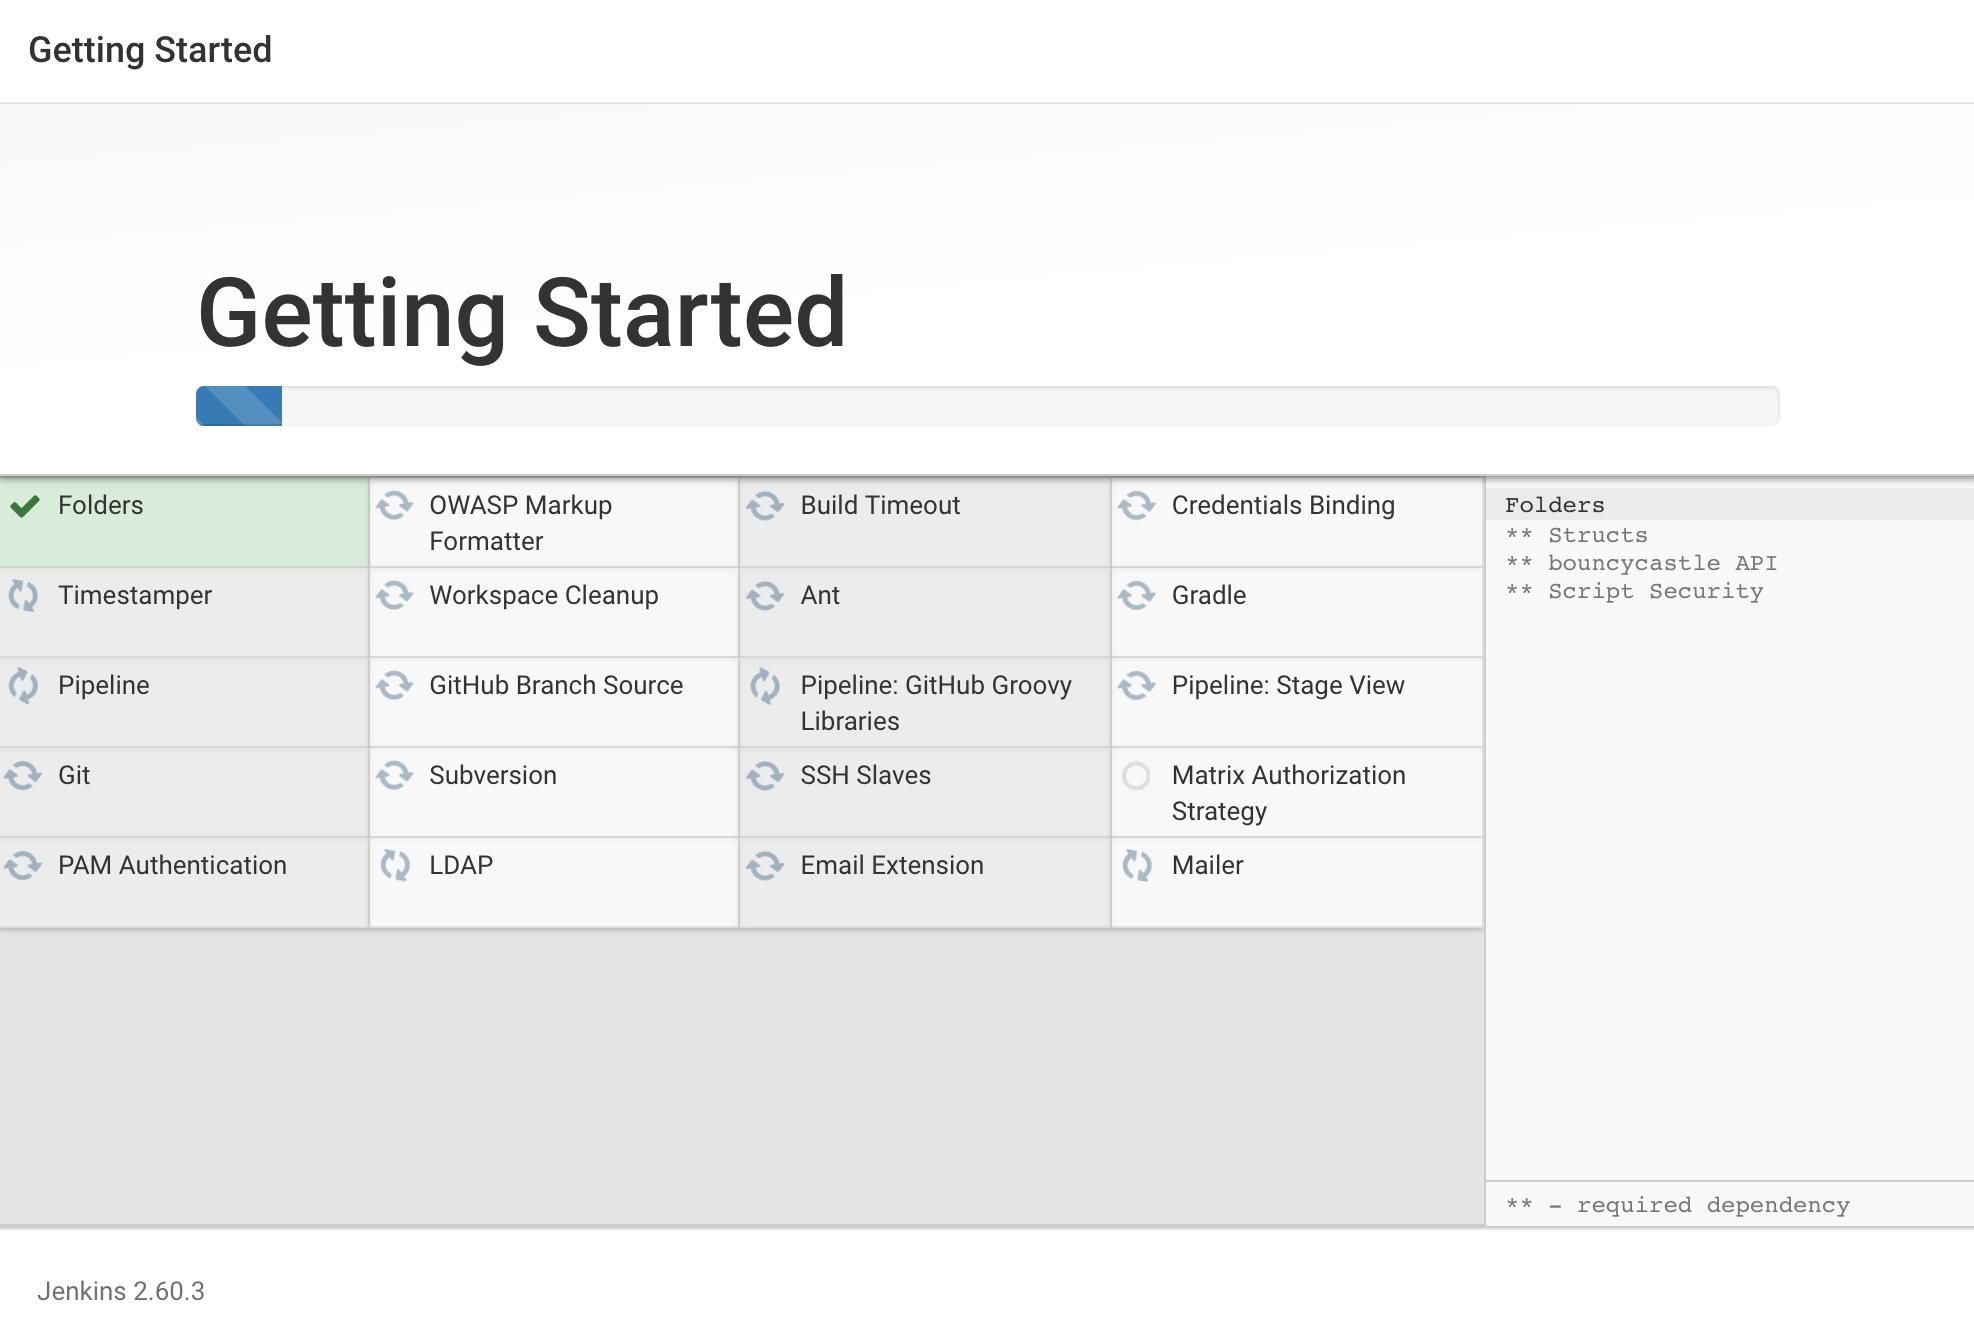 Getting Started
Getting Started
Folders
OWASP Markup
Formatter
Build Timeout
Credentials Binding
Timestamper
Workspace Cleanup
Ant
Gradle
Pipeline
GitHub Branch Source
Pipeline: GitHub Groovy
Libraries
Pipeline: Stage View
Git
Subversion
SSH Slaves
Matrix Authorization
Strategy
PAM Authentication
LDAP
Email Extension
Mailer
Folders
** Structs
** bouncycastle API
** Script Security
** - required dependency
Jenkins 2.60.3